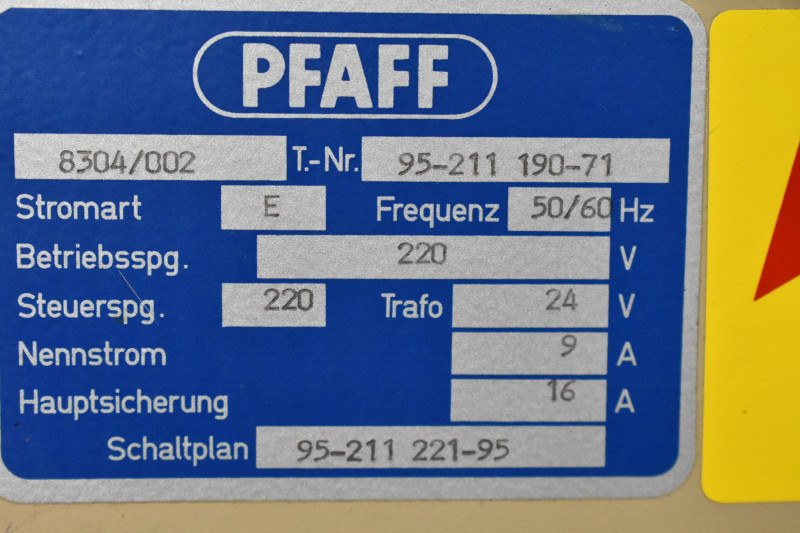 PFAFF
8304/002 T.-Nr. 95-211 190-71
Stromart E Frequenz 50/60 Hz
Betriebsspg. 220 V
Steuerspg. 220 Trafo 24 V
Nennstrom 9 A
Hauptsicherung 16 A
Schaltplan 95-211 221-95